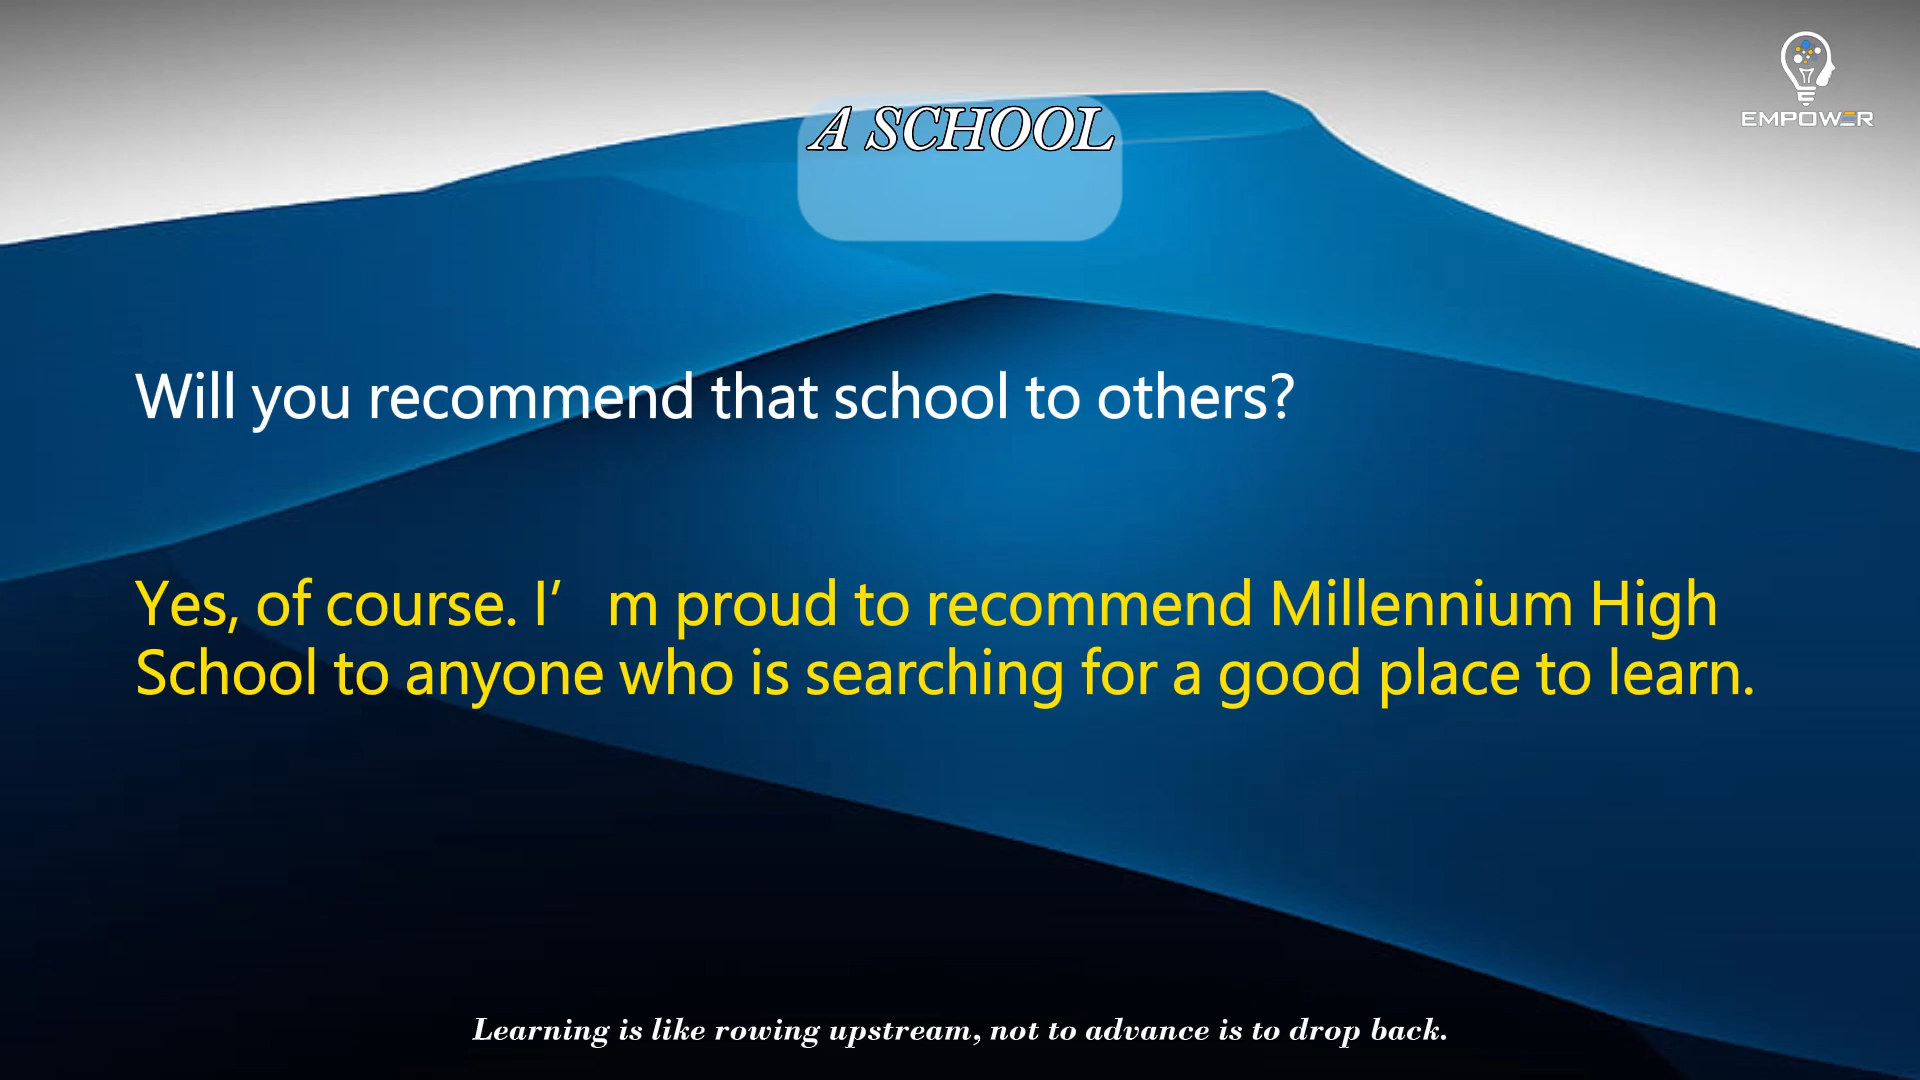 EMPOWER
A SCHOOL
Will you recommend that school to others?
Yes, of course. I’m proud to recommend Millennium High
School to anyone who is searching for a good place to learn.
Learning is like rowing upstream, not to advance is to drop back.